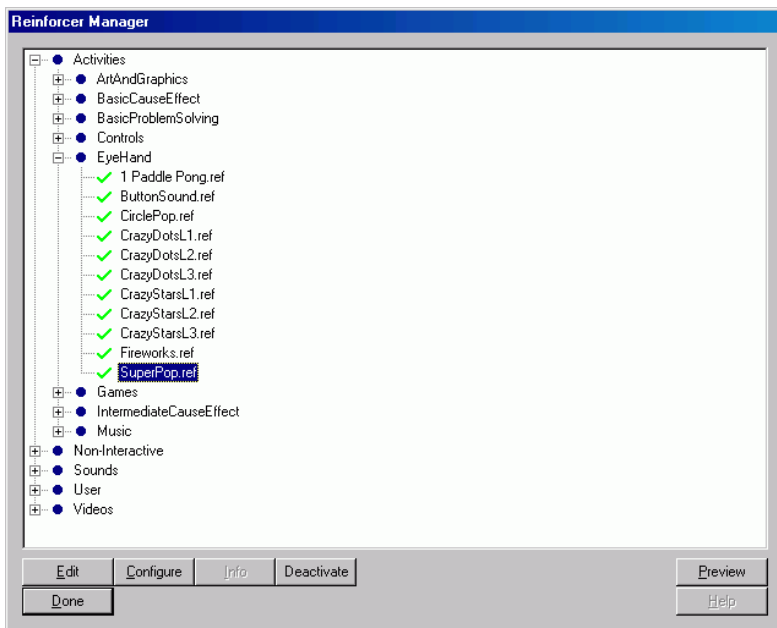 Reinforcer Manager
Activities
ArtAndGraphics
BasicCauseEffect
BasicProblemSolving
Controls
EyeHand
1 Paddle Pong.ref
ButtonSound.ref
CirclePop.ref
CrazyDotsL1.ref
CrazyDotsL2.ref
CrazyDotsL3.ref
CrazyStarsL1.ref
CrazyStarsL2.ref
CrazyStarsL3.ref
Fireworks.ref
SuperPop.ref
Games
IntermediateCauseEffect
Music
Non-Interactive
Sounds
User
Videos
Edit Configure Info Deactivate Preview
Done Help